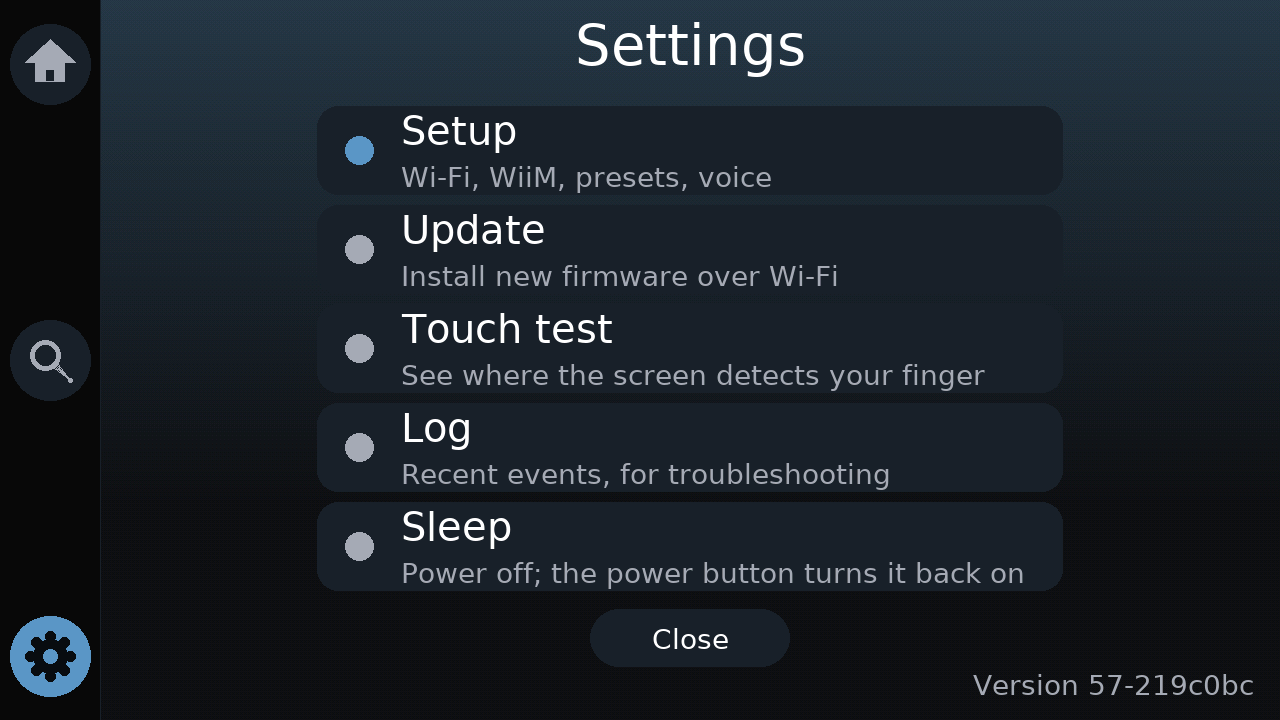 Settings
Setup
Wi-Fi, WiiM, presets, voice
Update
Install new firmware over Wi-Fi
Touch test
See where the screen detects your finger
Log
Recent events, for troubleshooting
Sleep
Power off; the power button turns it back on
Close
Version 57-219c0bc